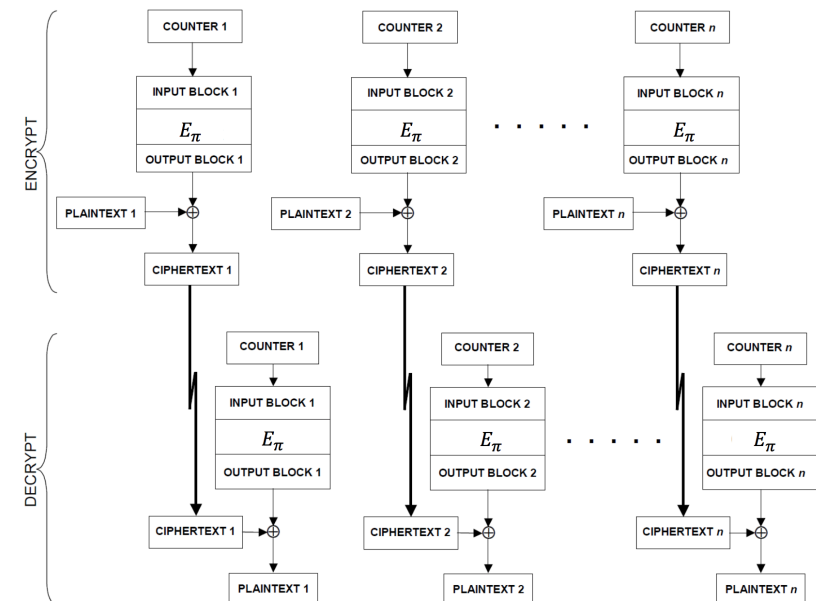 ENCRYPT
COUNTER 1 COUNTER 2 COUNTER n
INPUT BLOCK 1 INPUT BLOCK 2 INPUT BLOCK n
E_π E_π . . . . . E_π
OUTPUT BLOCK 1 OUTPUT BLOCK 2 OUTPUT BLOCK n
PLAINTEXT 1 ⊕ PLAINTEXT 2 ⊕ PLAINTEXT n ⊕
CIPHERTEXT 1 CIPHERTEXT 2 CIPHERTEXT n
DECRYPT
COUNTER 1 COUNTER 2 COUNTER n
INPUT BLOCK 1 INPUT BLOCK 2 INPUT BLOCK n
E_π E_π . . . . . E_π
OUTPUT BLOCK 1 OUTPUT BLOCK 2 OUTPUT BLOCK n
CIPHERTEXT 1 ⊕ CIPHERTEXT 2 ⊕ CIPHERTEXT n ⊕
PLAINTEXT 1 PLAINTEXT 2 PLAINTEXT n